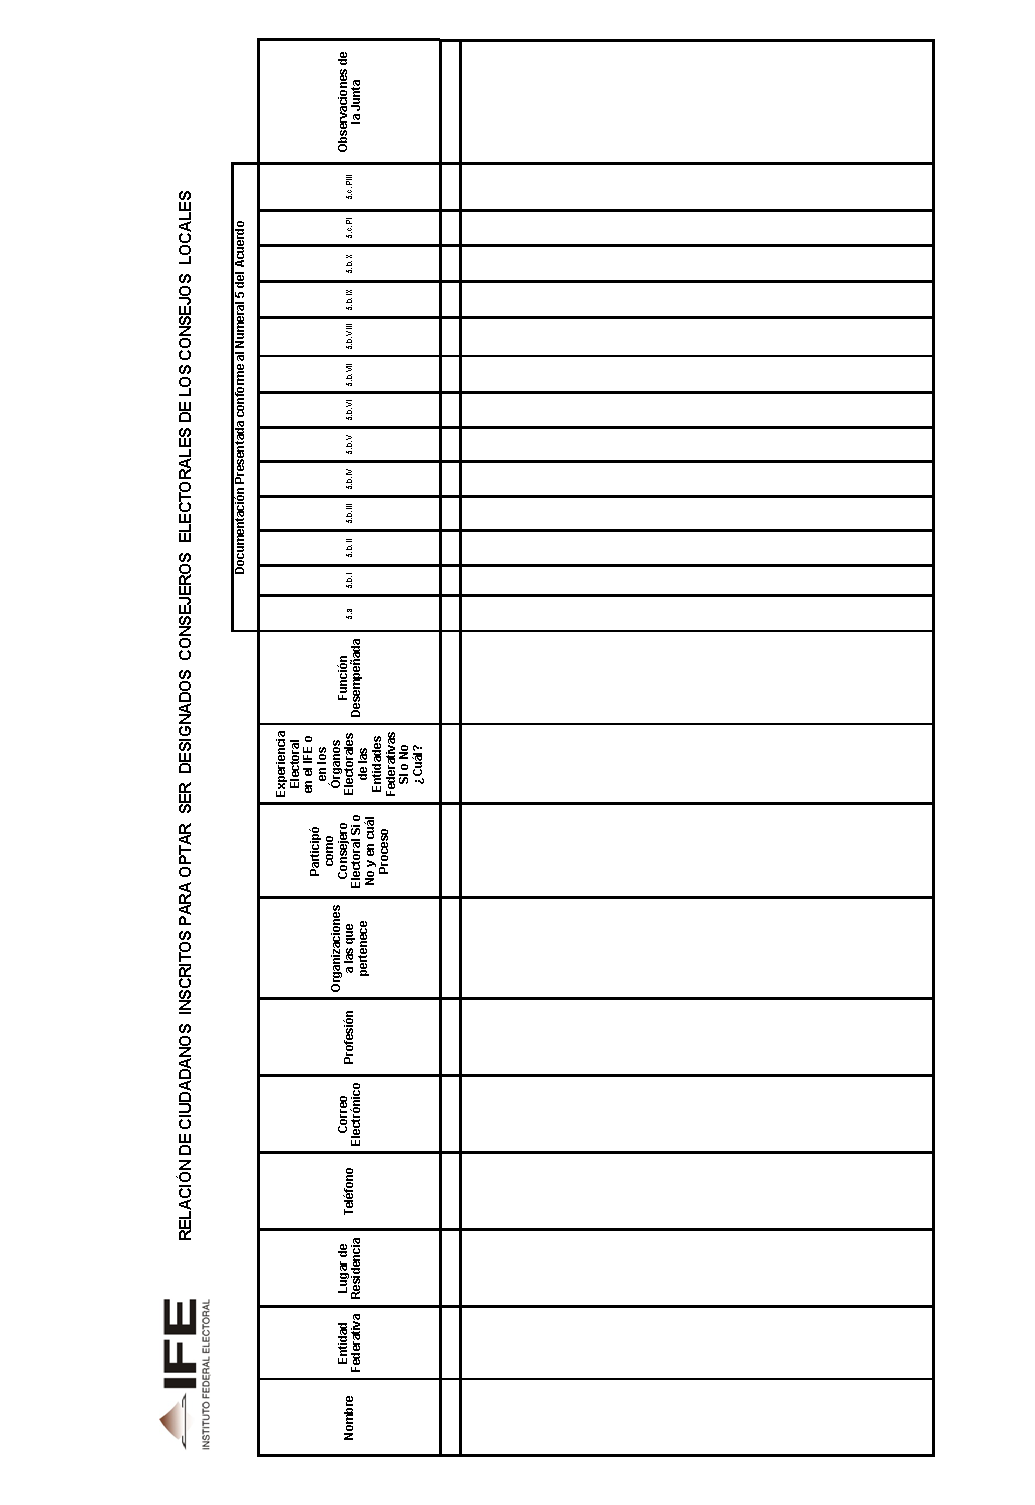 IFE
INSTITUTO FEDERAL ELECTORAL
RELACIÓN DE CIUDADANOS INSCRITOS PARA OPTAR SER DESIGNADOS CONSEJEROS ELECTORALES DE LOS CONSEJOS LOCALES
Documentación Presentada conforme al Numeral 5 del Acuerdo
Nombre
Entidad
Federativa
Lugar de
Residencia
Teléfono
Correo
Electrónico
Profesión
Organizaciones
a las que
pertenece
Participó
como
Consejero
Electoral Si o
No y en cuál
Proceso
Experiencia
Electoral
en el IFE o
en los
Órganos
Electorales
de las
Entidades
Federativas
SI o No
¿Cuál?
Función
Desempeñada
5.a
5.b.I
5.b.II
5.b.III
5.b.IV
5.b.V
5.b.VI
5.b.VII
5.b.VIII
5.b.IX
5.b.X
5.c.PI
5.c.PIII
Observaciones de
la Junta